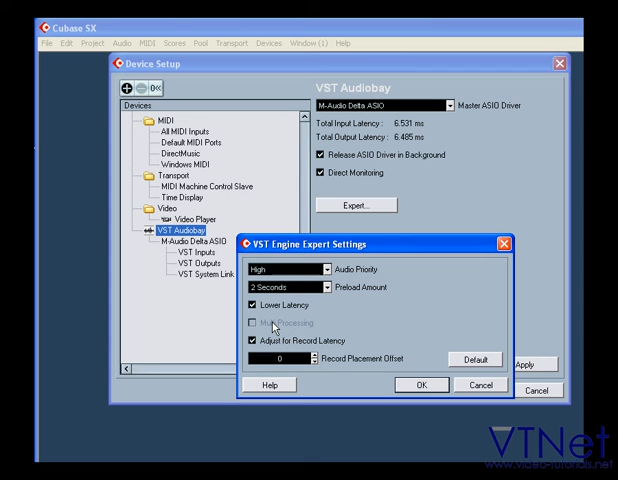 Cubase SX
File Edit Project Audio MIDI Scores Pool Transport Devices Window (1) Help
Device Setup
Devices
MIDI
All MIDI Inputs
Default MIDI Ports
DirectMusic
Windows MIDI
Transport
MIDI Machine Control Slave
Time Display
Video
Video Player
VST Audiobay
M-Audio Delta ASIO
VST Inputs
VST Outputs
VST System Link
VST Audiobay
M-Audio Delta ASIO Master ASIO Driver
Total Input Latency : 6.531 ms
Total Output Latency : 6.485 ms
Release ASIO Driver in Background
Direct Monitoring
Expert...
VST Engine Expert Settings
High Audio Priority
2 Seconds Preload Amount
Lower Latency
Multi Processing
Adjust for Record Latency
0 Record Placement Offset Default
Help OK Cancel
Apply
Cancel
VTNet
www.video-tutorials.net